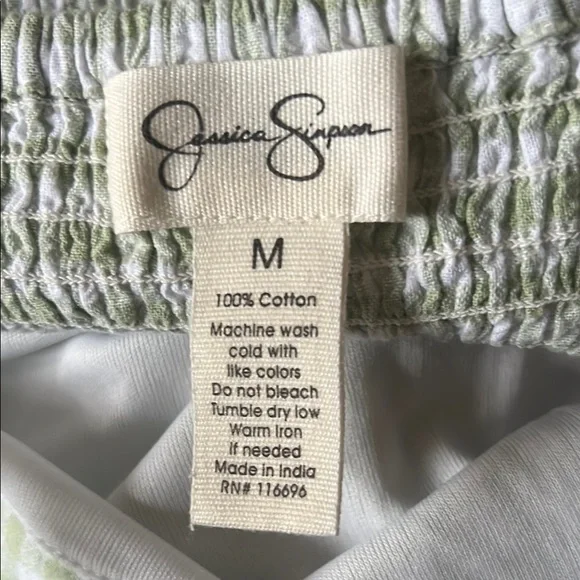 Jessica Simpson
M
100% Cotton
Machine wash
cold with
like colors
Do not bleach
Tumble dry low
Warm Iron
If needed
Made in India
RN# 116696